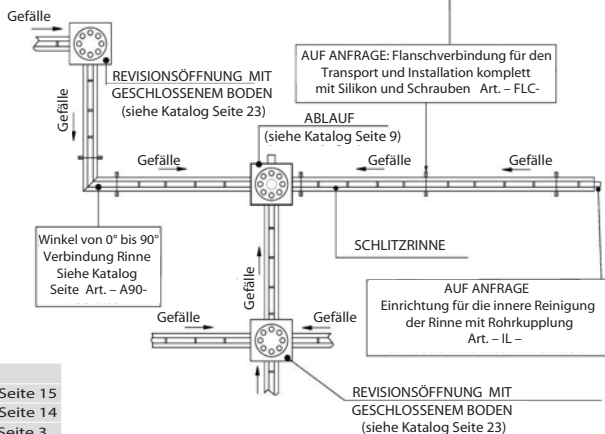 Gefälle
AUF ANFRAGE: Flanschverbindung für den
Transport und Installation komplett
mit Silikon und Schrauben Art. – FLC-
REVISIONSÖFFNUNG MIT
GESCHLOSSENEM BODEN
(siehe Katalog Seite 23)
Gefälle
ABLAUF
(siehe Katalog Seite 9)
Gefälle
Gefälle
Gefälle
Winkel von 0° bis 90°
Verbindung Rinne
Siehe Katalog
Seite Art. – A90-
SCHLITZRINNE
Gefälle
AUF ANFRAGE
Einrichtung für die innere Reinigung
der Rinne mit Rohrkupplung
Art. – IL –
Gefälle
Gefälle
Seite 15
Seite 14
Seite 3
REVISIONSÖFFNUNG MIT
GESCHLOSSENEM BODEN
(siehe Katalog Seite 23)